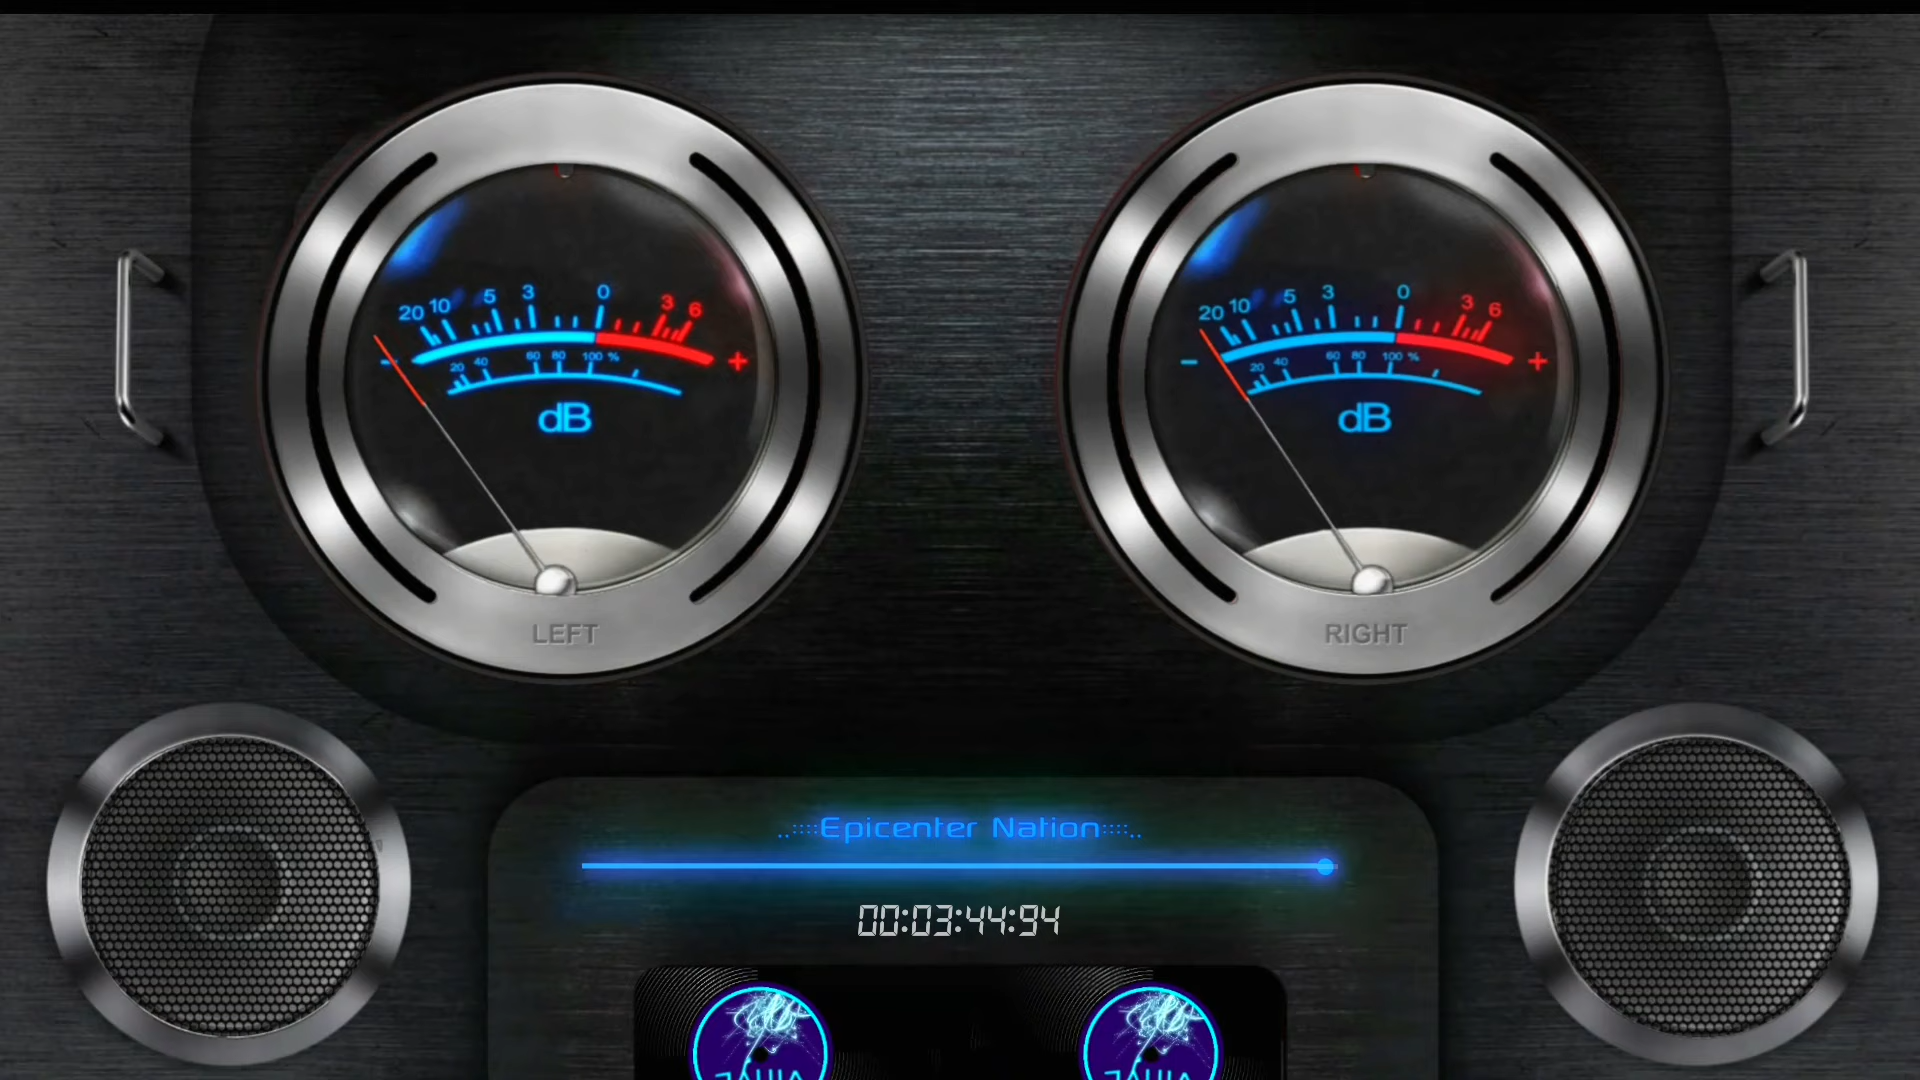 20 10 5 3 0 3 6
- +
20 40 60 80 100 %
dB
LEFT
20 10 5 3 0 3 6
- +
20 40 60 80 100 %
dB
RIGHT
..::::Epicenter Nation::::..
00:03:44:94